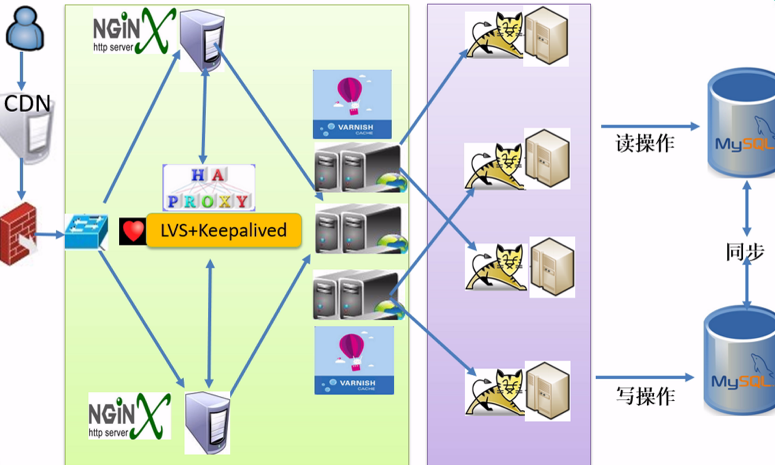 NGiNX
http server
CDN
VARNISH
CACHE
HA
PROXY
LVS+Keepalived
读操作
MySQL
同步
VARNISH
CACHE
NGiNX
http server
写操作
MySQL